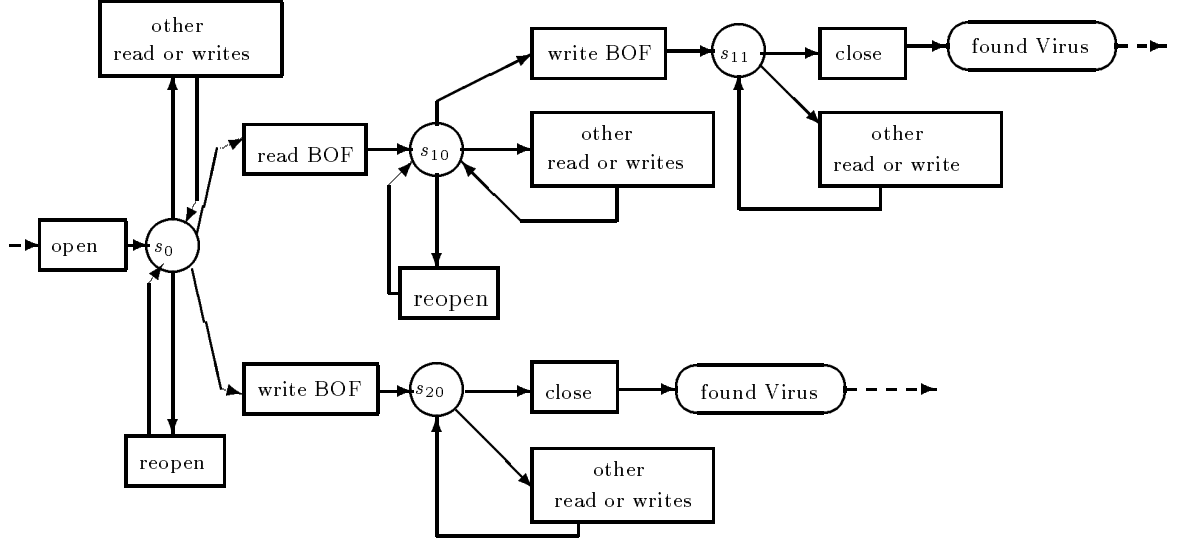 other
read or writes
write BOF
s11
close
found Virus
read BOF
s10
other
read or writes
other
read or write
open
s0
reopen
write BOF
s20
close
found Virus
reopen
other
read or writes